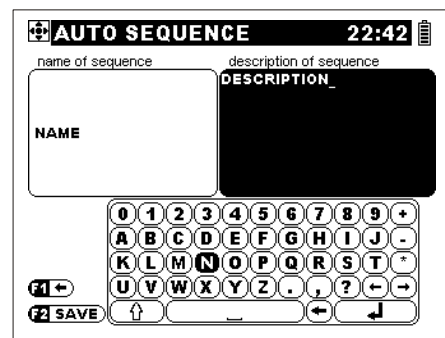 AUTO SEQUENCE 22:42
name of sequence description of sequence
DESCRIPTION_
NAME
0 1 2 3 4 5 6 7 8 9 +
A B C D E F G H I J -
K L M N O P Q R S T *
F1 ← U V W X Y Z . , ? ← →
F2 SAVE ⇧ ⎵ ← ↲